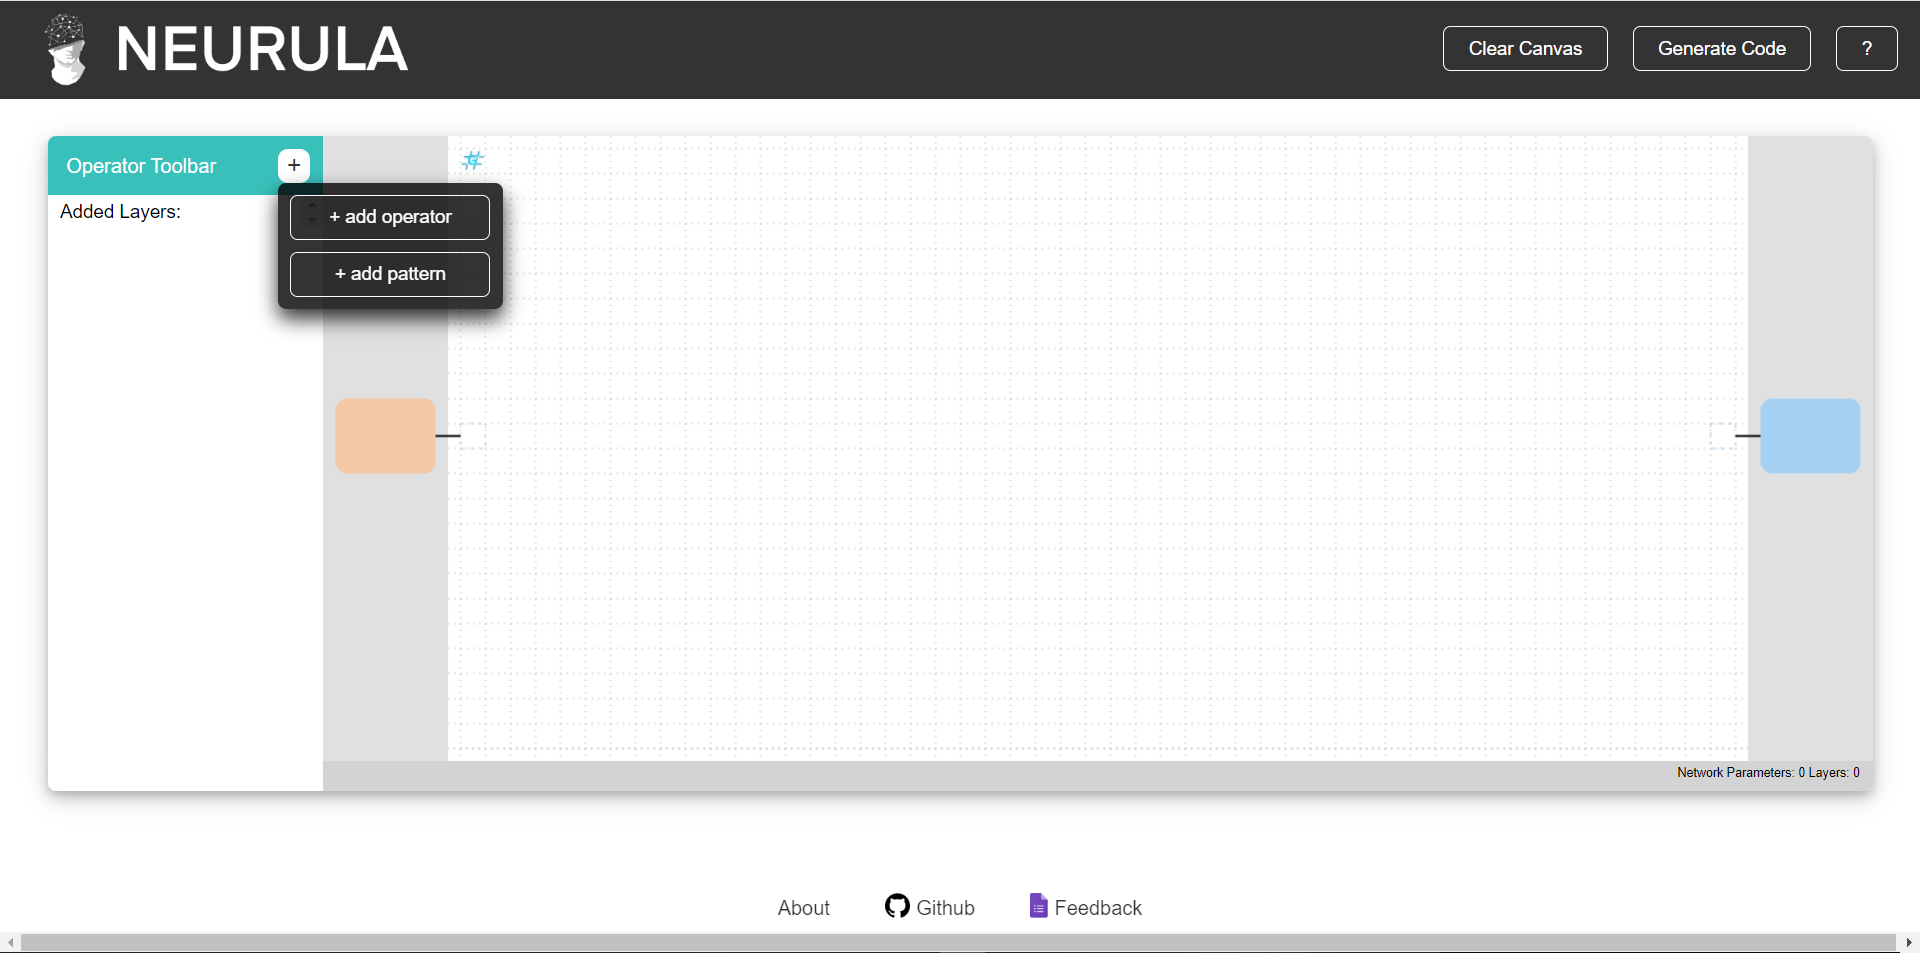 NEURULA
Clear Canvas
Generate Code
?
Operator Toolbar
+
Added Layers:
+ add operator
+ add pattern
Network Parameters: 0 Layers: 0
About
Github
Feedback